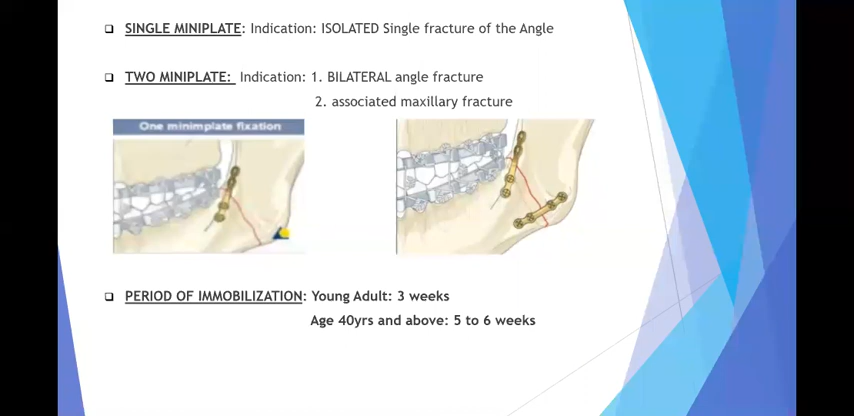 SINGLE MINIPLATE: Indication: ISOLATED Single fracture of the Angle
TWO MINIPLATE: Indication: 1. BILATERAL angle fracture
2. associated maxillary fracture
One minimplate fixation
PERIOD OF IMMOBILIZATION: Young Adult: 3 weeks
Age 40yrs and above: 5 to 6 weeks